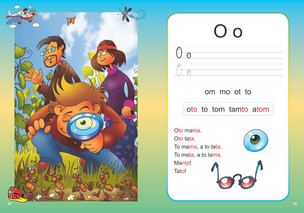 O o
O o
O o
om mo ot to
oto to tom tamto atom
Oto mama.
Oto tata.
To mama, a to tata.
To mata, a to tama.
Mamo!
Tato!